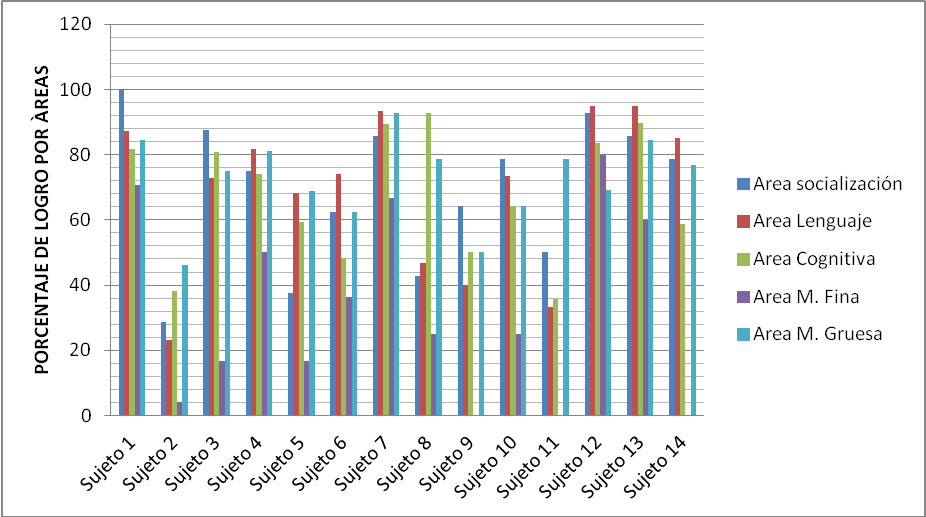 PORCENTAJE DE LOGRO POR ÀREAS
120
100
80
60
40
20
0
Sujeto 1
Sujeto 2
Sujeto 3
Sujeto 4
Sujeto 5
Sujeto 6
Sujeto 7
Sujeto 8
Sujeto 9
Sujeto 10
Sujeto 11
Sujeto 12
Sujeto 13
Sujeto 14
Area socialización
Area Lenguaje
Area Cognitiva
Area M. Fina
Area M. Gruesa